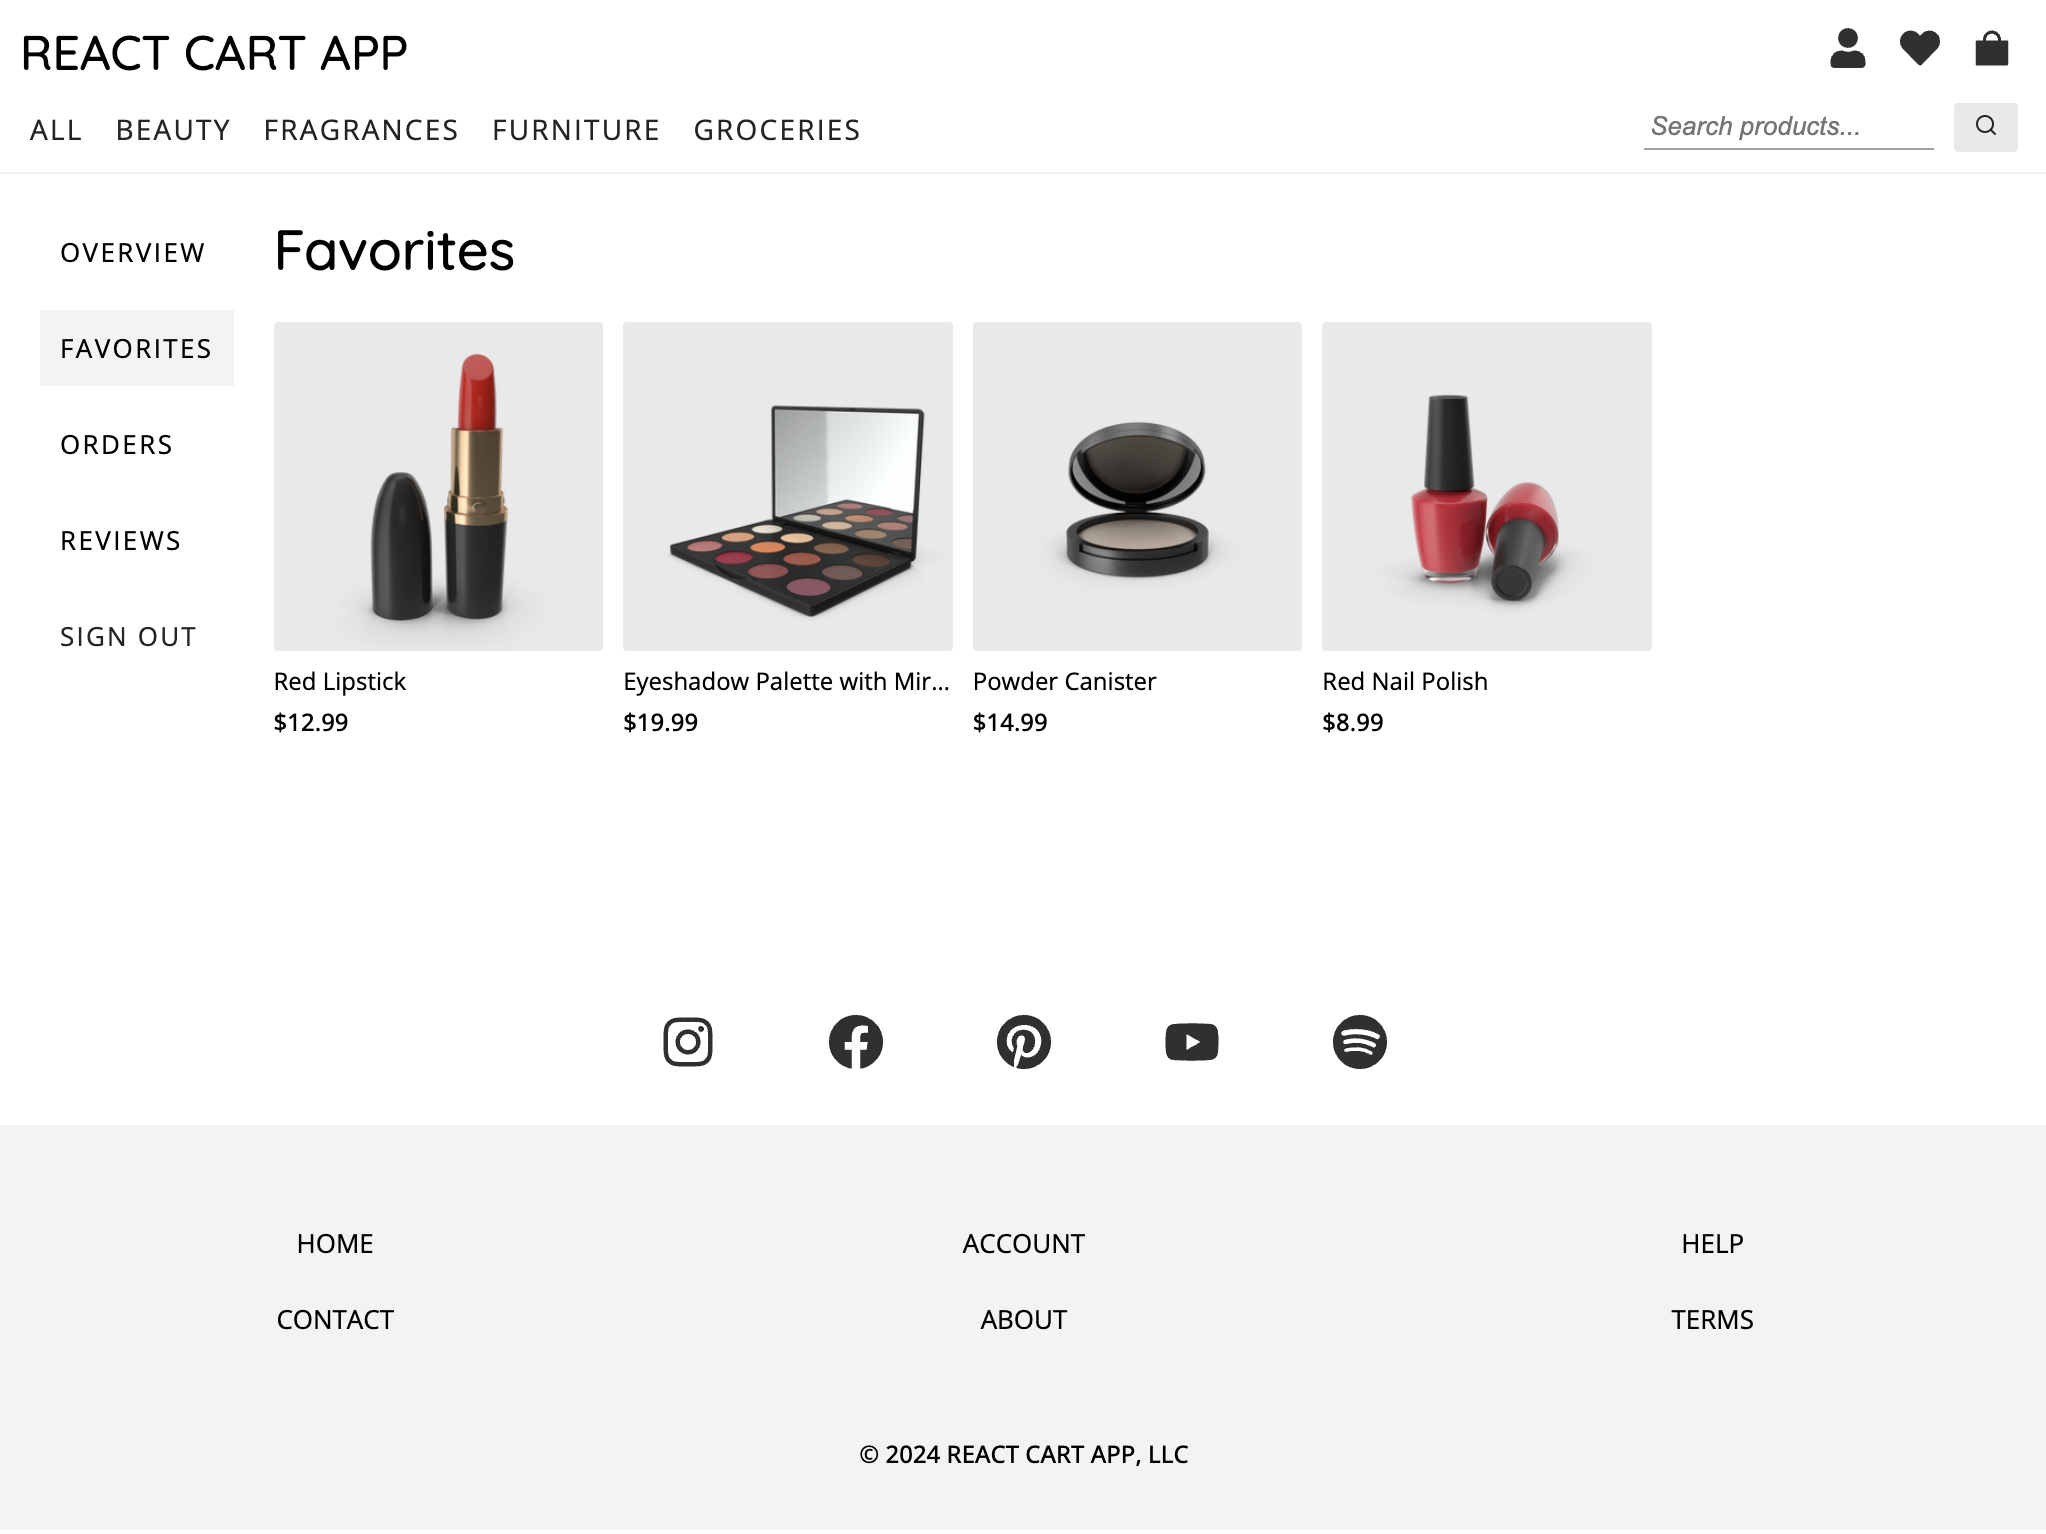 REACT CART APP
ALL BEAUTY FRAGRANCES FURNITURE GROCERIES
Search products...
OVERVIEW
FAVORITES
ORDERS
REVIEWS
SIGN OUT
Favorites
Red Lipstick
$12.99
Eyeshadow Palette with Mir...
$19.99
Powder Canister
$14.99
Red Nail Polish
$8.99
HOME
ACCOUNT
HELP
CONTACT
ABOUT
TERMS
© 2024 REACT CART APP, LLC